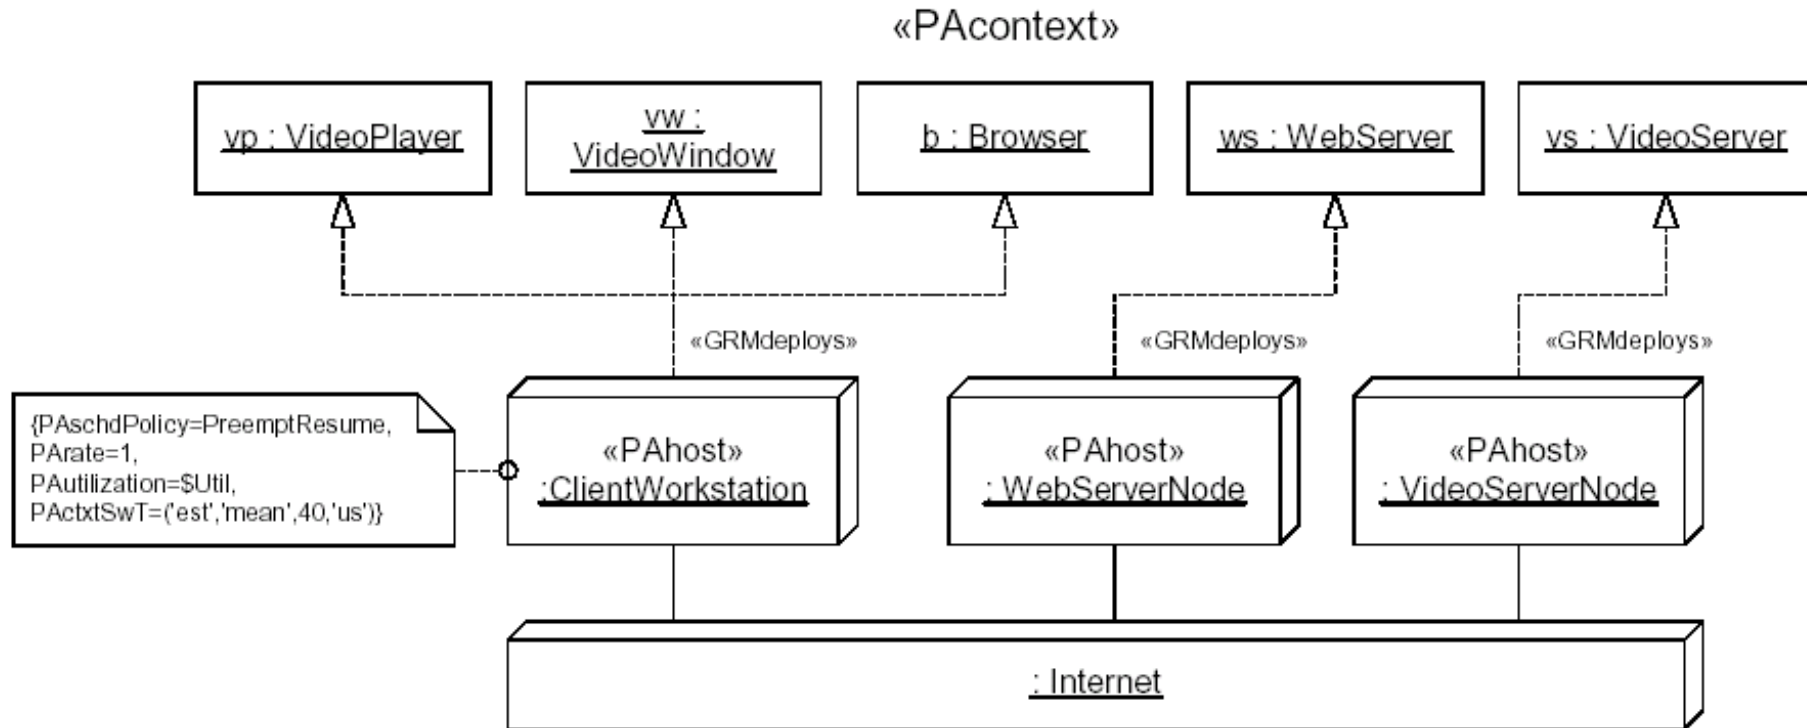 «PAcontext»
vp : VideoPlayer
vw :
VideoWindow
b : Browser
ws : WebServer
vs : VideoServer
«GRMdeploys»
«GRMdeploys»
«GRMdeploys»
{PAschdPolicy=PreemptResume,
PArate=1,
PAutilization=$Util,
PActxtSwT=('est','mean',40,'us')}
«PAhost»
:ClientWorkstation
«PAhost»
: WebServerNode
«PAhost»
: VideoServerNode
: Internet